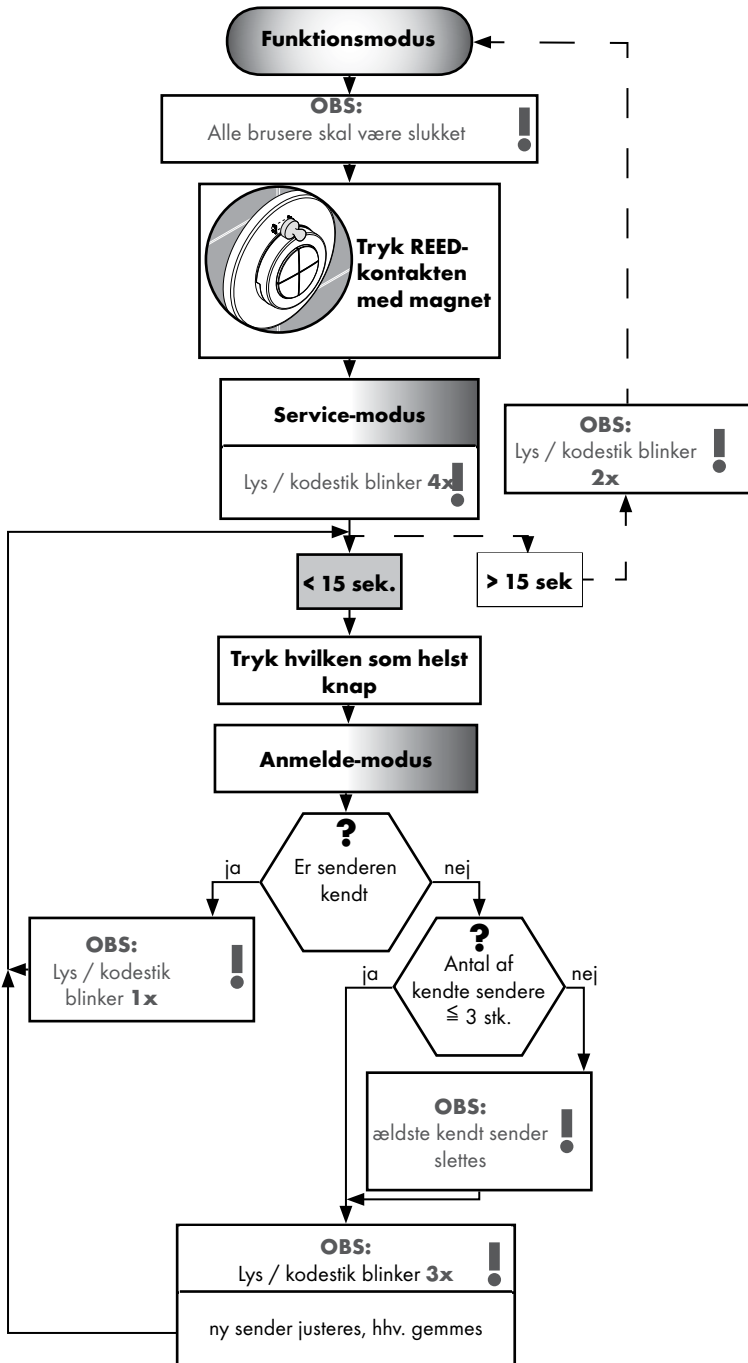 Funktionsmodus
OBS:
Alle brusere skal være slukket
Tryk REED-
kontakten
med magnet
Service-modus
Lys / kodestik blinker 4x
OBS:
Lys / kodestik blinker
2x
< 15 sek.
> 15 sek
Tryk hvilken som helst
knap
Anmelde-modus
?
Er senderen
kendt
ja
nej
OBS:
Lys / kodestik
blinker 1x
?
Antal af
kendte sendere
≦ 3 stk.
ja
nej
OBS:
ældste kendt sender
slettes
OBS:
Lys / kodestik blinker 3x
ny sender justeres, hhv. gemmes